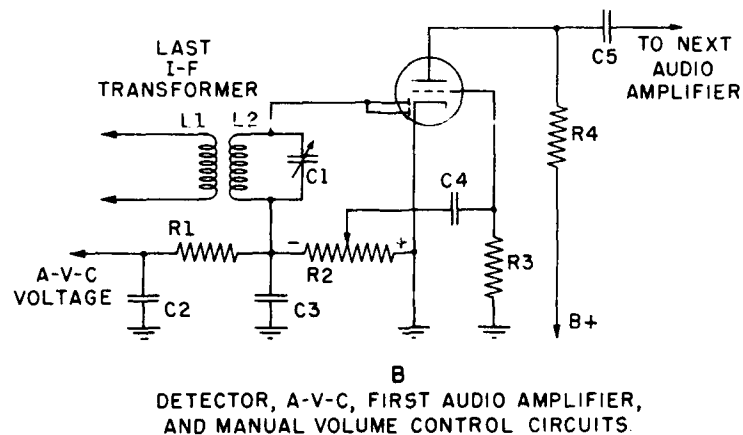 LAST
I-F
TRANSFORMER
L1 L2
C1
C5
TO NEXT
AUDIO
AMPLIFIER
R4
C4
R1
- +
R2
R3
A-V-C
VOLTAGE
C2
C3
B+
B
DETECTOR, A-V-C, FIRST AUDIO AMPLIFIER,
AND MANUAL VOLUME CONTROL CIRCUITS.